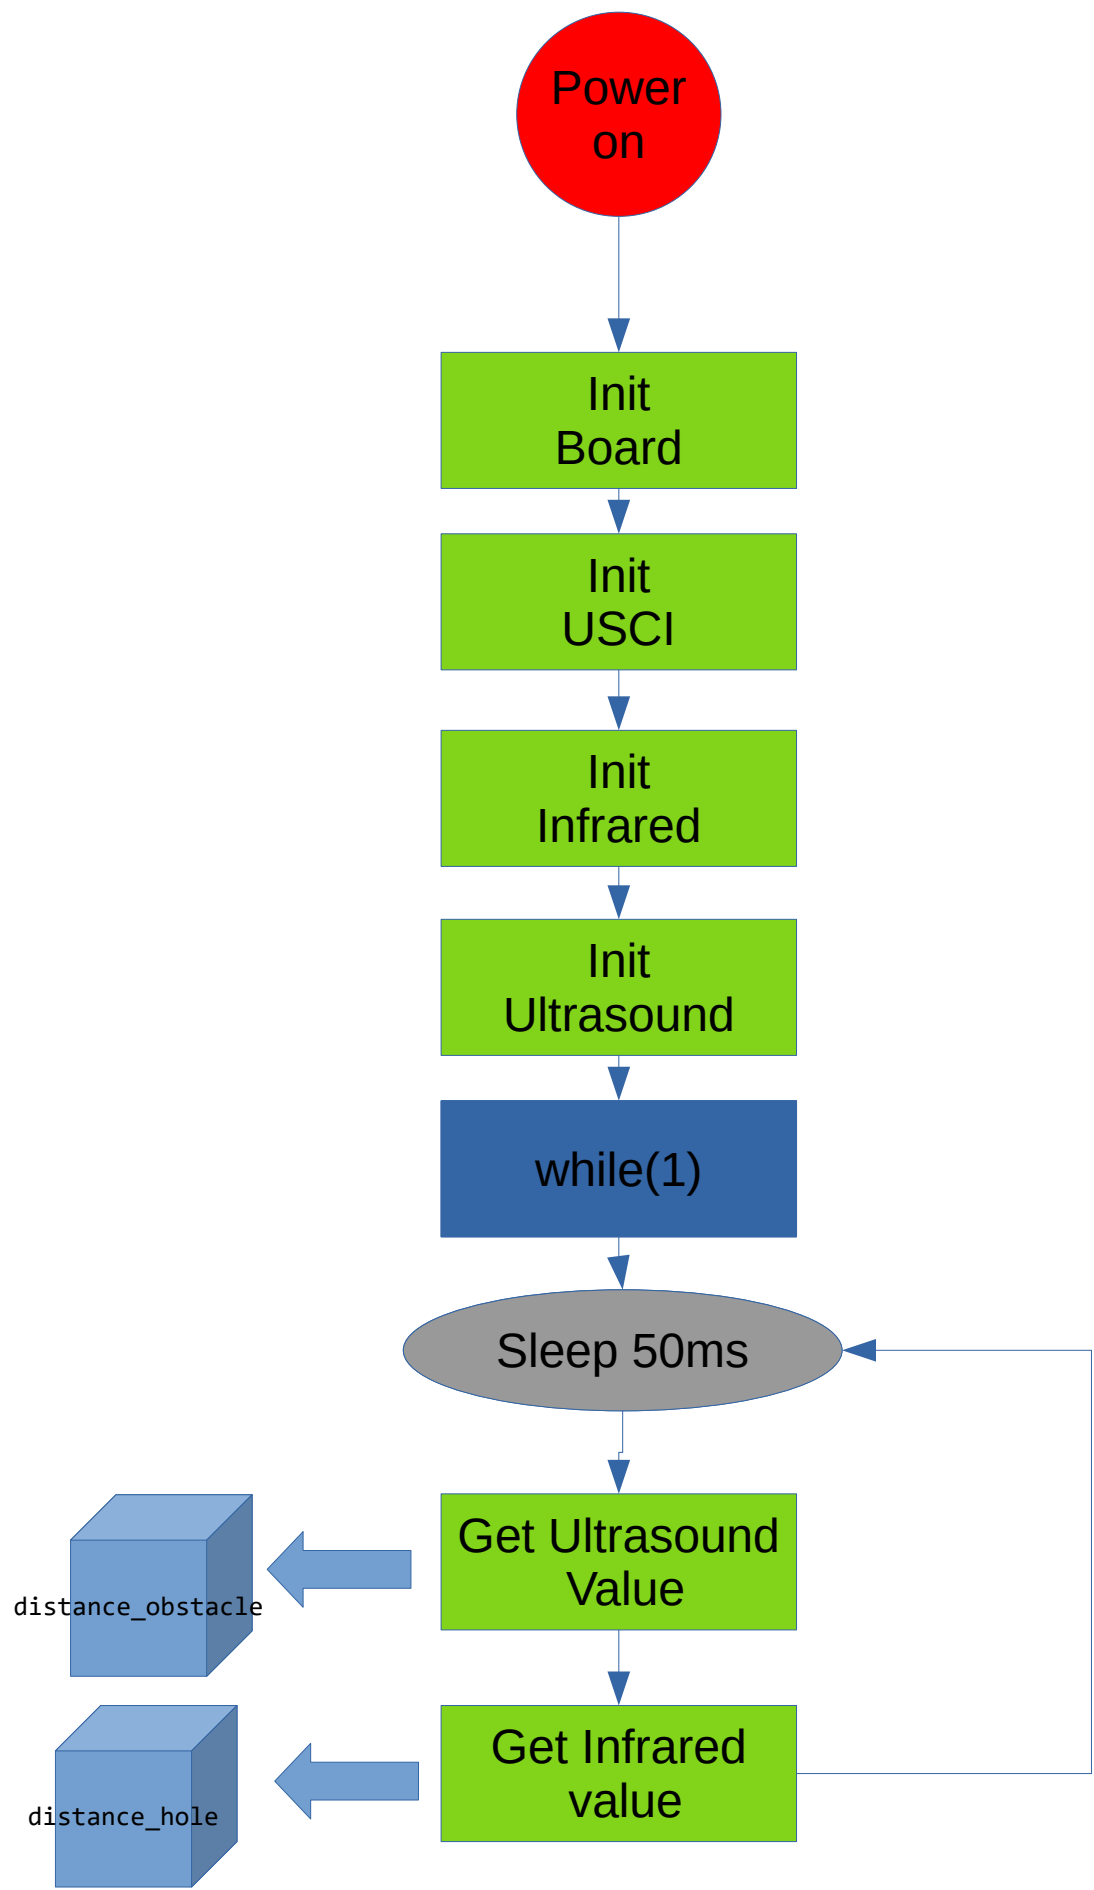 Power
on
Init
Board
Init
USCI
Init
Infrared
Init
Ultrasound
while(1)
Sleep 50ms
Get Ultrasound
Value
distance_obstacle
Get Infrared
value
distance_hole